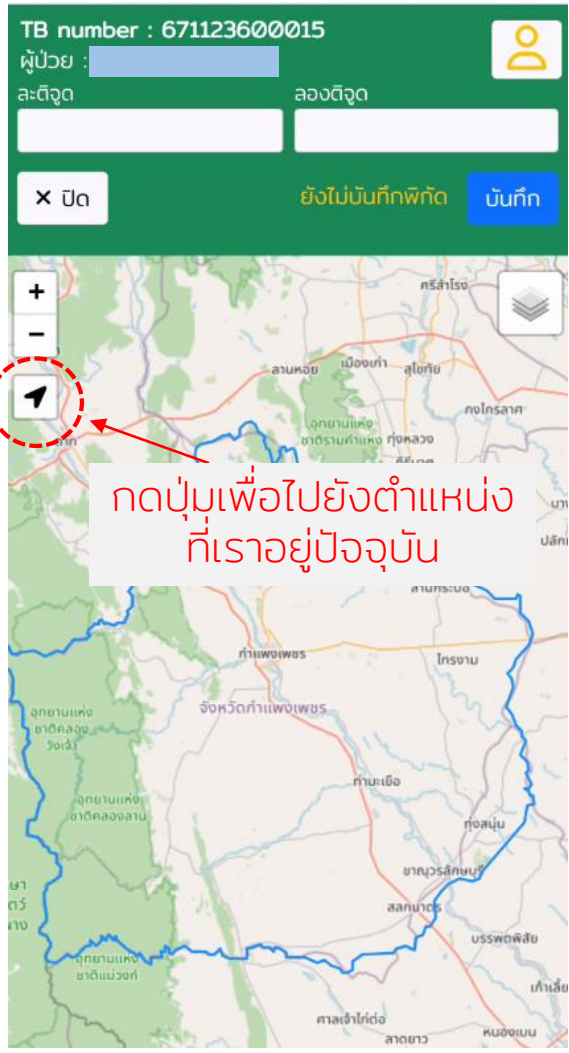 TB number : 671123600015
ผู้ป่วย :
ละติจูด ลองติจูด
× ปิด ยังไม่บันทึกพิกัด บันทึก
+
ศรีสำโรง
−
ลานหอย เมืองเก่า สุโขทัย
กงไกรลาศ
อุทยานแห่ง
ชาติรามคำแหง ทุ่งหลวง
กดปุ่มเพื่อไปยังตำแหน่ง
ที่เราอยู่ปัจจุบัน
กำแพงเพชร
ไทรงาม
จังหวัดกำแพงเพชร
อุทยานแห่ง
ชาติคลอง
วังเจ้า
ท่ามะเขือ
อุทยานแห่ง
ชาติคลองลาน
ทุ่งสนุ่น
ขาณุวรลักษบุรี
สลกบาตร
บรรพตพิสัย
อุทยานแห่ง
ชาติแม่วงก์
ศาลเจ้าไก่ต่อ
ลาดยาว
หนองเบน